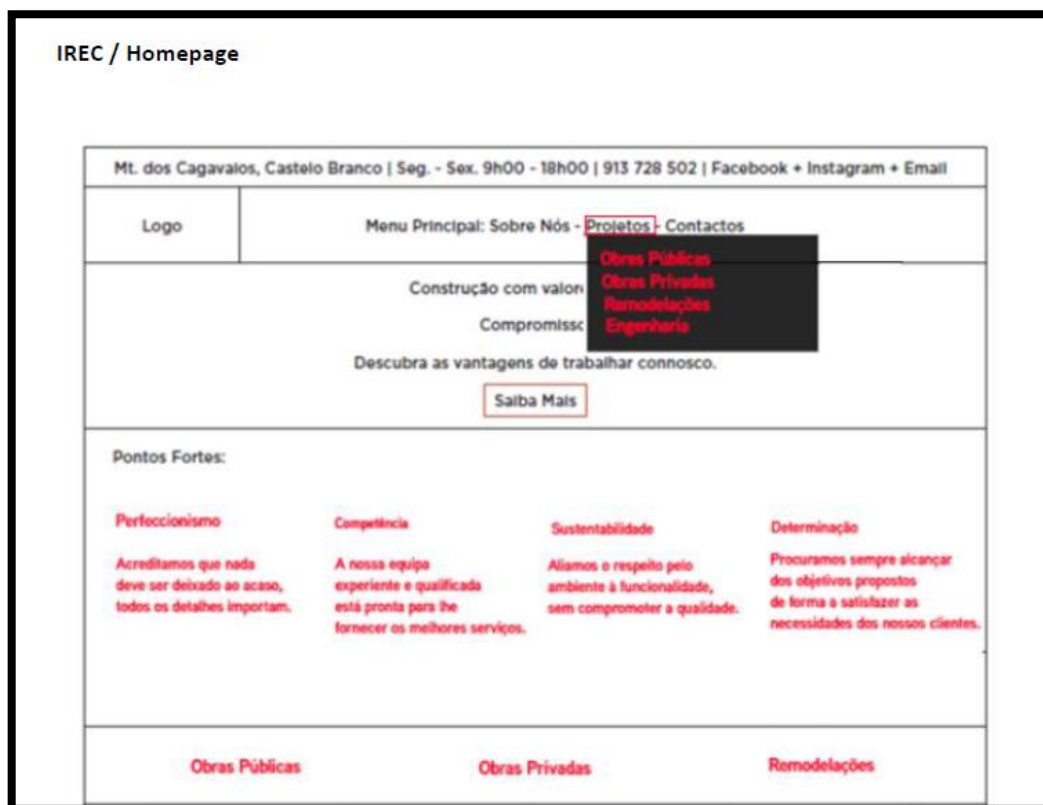 IREC / Homepage
Mt. dos Cagavalos, Castelo Branco | Seg. - Sex. 9h00 - 18h00 | 913 728 502 | Facebook + Instagram + Email
Logo
Menu Principal: Sobre Nós - Projetos - Contactos
Obras Públicas
Obras Privadas
Remodelações
Engenharia
Construção com
Descubra as vantagens de trabalhar connosco.
Saiba Mais
Pontos Fortes:
Perfeccionismo
Acreditamos que nada
deve ser deixado ao acaso,
todos os detalhes importam.
Competência
A nossa equipa
experiente e qualificada
está pronta para lhe
fornecer os melhores serviços.
Sustentabilidade
Aliamos o respeito pelo
ambiente à funcionalidade,
sem comprometer a qualidade.
Determinação
Procuramos sempre alcançar
dos objetivos propostos
de forma a satisfazer as
necessidades dos nossos clientes.
Obras Públicas
Obras Privadas
Remodelações